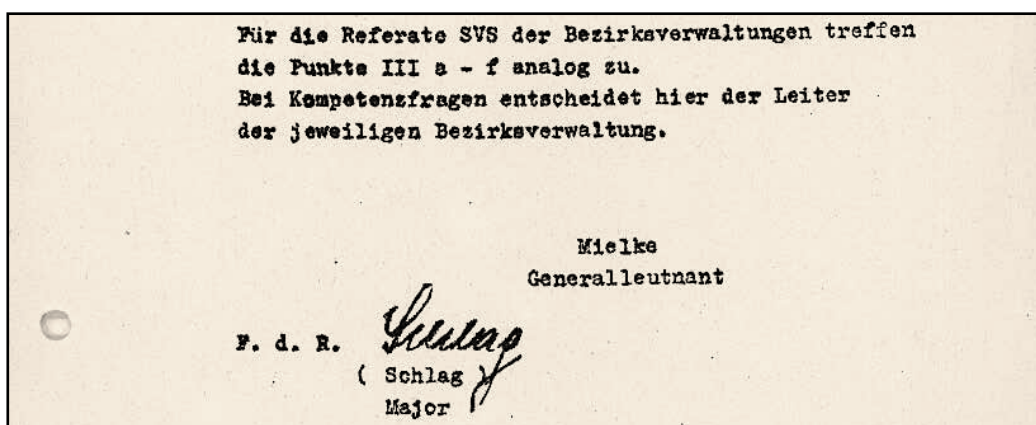 Für die Referate SVS der Bezirksverwaltungen treffen
die Punkte III a - f analog zu.
Bei Kompetenzfragen entscheidet hier der Leiter
der jeweiligen Bezirksverwaltung.
Mielke
Generalleutnant
F. d. R. Schlag
( Schlag )
Major